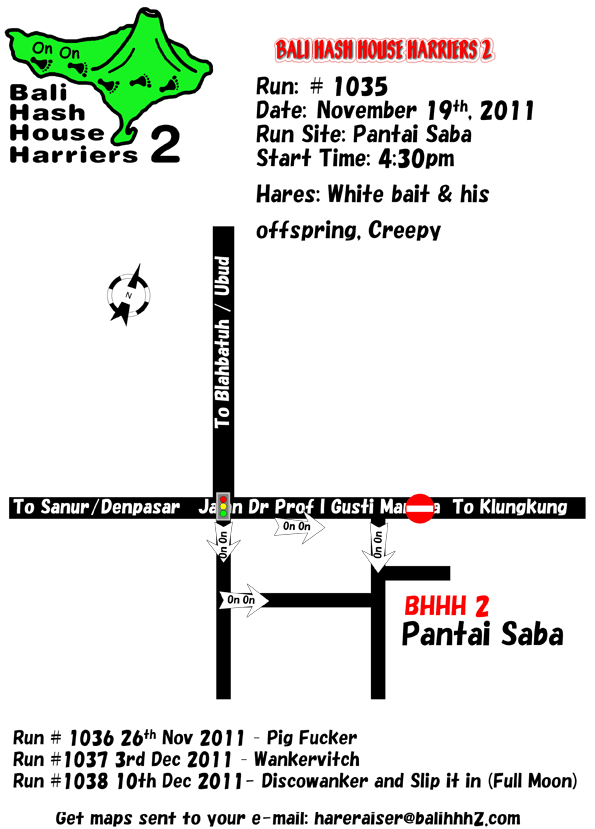 On On
Bali
Hash
House
Harriers 2
BALI HASH HOUSE HARRIERS 2
Run: # 1035
Date: November 19th, 2011
Run Site: Pantai Saba
Start Time: 4:30pm
Hares: White bait & his
offspring, Creepy
N
To Blahbatuh / Ubud
To Sanur/Denpasar
Dr Prof I Gusti
To Klungkung
On On
On On
On On
On On
BHHH 2
Pantai Saba
Run # 1036 26th Nov 2011 - Pig Fucker
Run #1037 3rd Dec 2011 - Wankervitch
Run #1038 10th Dec 2011- Discowanker and Slip it in (Full Moon)
Get maps sent to your e-mail: hareraiser@balihhh2.com